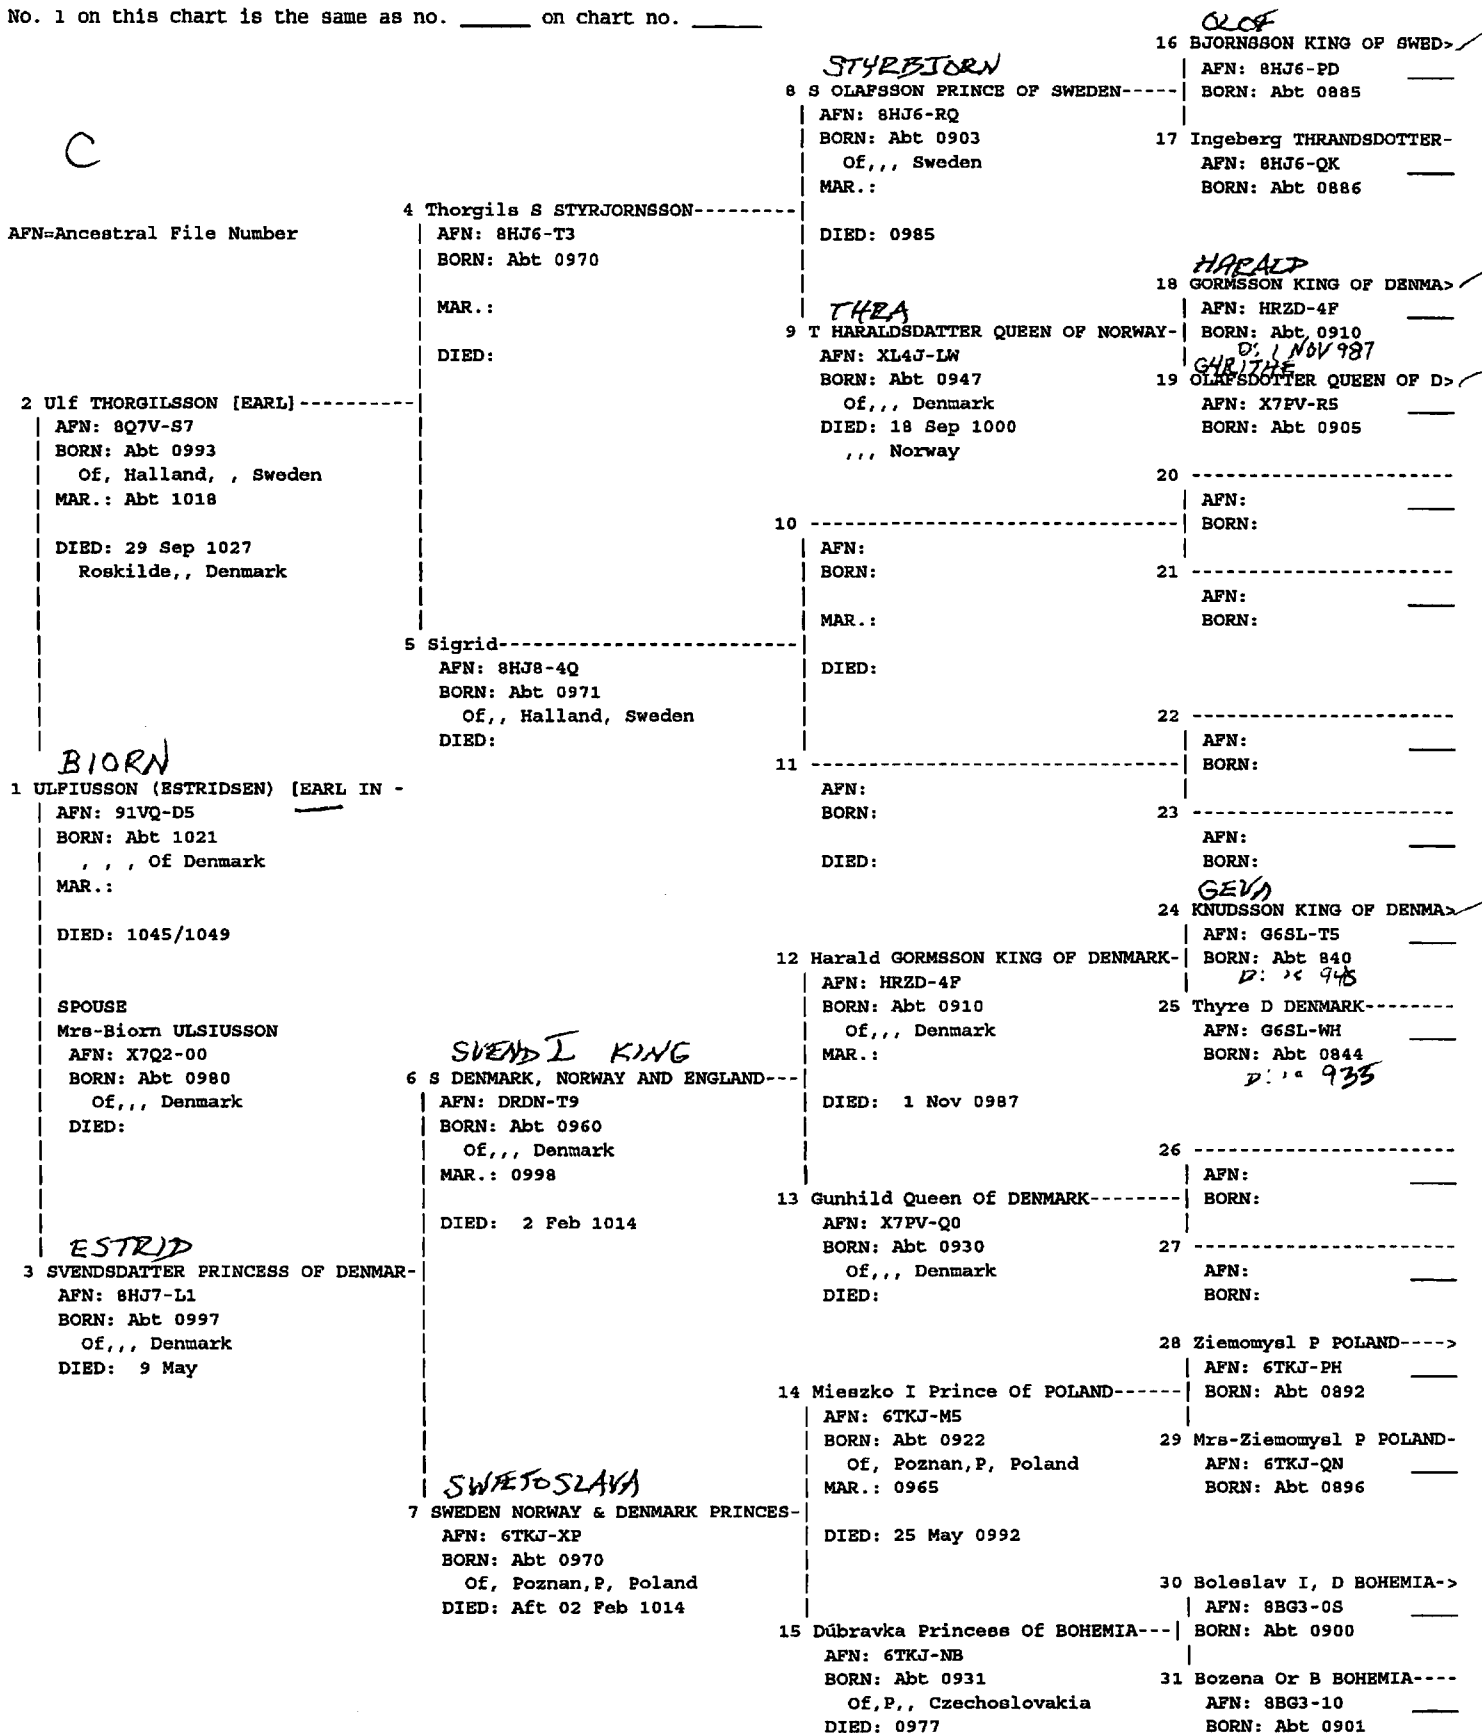 No. 1 on this chart is the same as no. _____ on chart no. _____
C
AFN=Ancestral File Number
BIORN
1 ULFIUSSON (ESTRIDSEN) [EARL IN -
AFN: 91VQ-D5
BORN: Abt 1021
, , , Of Denmark
MAR.:
DIED: 1045/1049
SPOUSE
Mrs-Biorn ULSIUSSON
AFN: X7Q2-00
BORN: Abt 0980
Of,,, Denmark
DIED:
2 Ulf THORGILSSON [EARL]----------
AFN: 8Q7V-S7
BORN: Abt 0993
Of, Halland, , Sweden
MAR.: Abt 1018
DIED: 29 Sep 1027
Roskilde,, Denmark
ESTRID
3 SVENDSDATTER PRINCESS OF DENMAR-
AFN: 8HJ7-L1
BORN: Abt 0997
Of,,, Denmark
DIED: 9 May
4 Thorgils S STYRJORNSSON---------
AFN: 8HJ6-T3
BORN: Abt 0970
MAR.:
DIED:
5 Sigrid-------------------------
AFN: 8HJ8-4Q
BORN: Abt 0971
Of,, Halland, Sweden
DIED:
SVEND I KING
6 S DENMARK, NORWAY AND ENGLAND---
AFN: DRDN-T9
BORN: Abt 0960
Of,,, Denmark
MAR.: 0998
DIED: 2 Feb 1014
SWÆTOSLAVA
7 SWEDEN NORWAY & DENMARK PRINCES-
AFN: 6TKJ-XP
BORN: Abt 0970
Of, Poznan,P, Poland
DIED: Aft 02 Feb 1014
STYRBJORN
8 S OLAFSSON PRINCE OF SWEDEN-----
AFN: 8HJ6-RQ
BORN: Abt 0903
Of,,, Sweden
MAR.:
DIED: 0985
THRA
9 T HARALDSDATTER QUEEN OF NORWAY-
AFN: XL4J-LW
BORN: Abt 0947
Of,,, Denmark
DIED: 18 Sep 1000
,,, Norway
10 -------------------------------
AFN:
BORN:
MAR.:
DIED:
11 -------------------------------
AFN:
BORN:
DIED:
12 Harald GORMSSON KING OF DENMARK-
AFN: HRZD-4F
BORN: Abt 0910
Of,,, Denmark
MAR.:
DIED: 1 Nov 0987
13 Gunhild Queen Of DENMARK--------
AFN: X7PV-Q0
BORN: Abt 0930
Of,,, Denmark
DIED:
14 Mieszko I Prince Of POLAND------
AFN: 6TKJ-M5
BORN: Abt 0922
Of, Poznan,P, Poland
MAR.: 0965
DIED: 25 May 0992
15 Dúbravka Princess Of BOHEMIA---
AFN: 6TKJ-NB
BORN: Abt 0931
Of,P,, Czechoslovakia
DIED: 0977
OLOF
16 BJORNSSON KING OF SWED>
AFN: 8HJ6-PD
BORN: Abt 0885
17 Ingeberg THRANDSDOTTER-
AFN: 8HJ6-QK
BORN: Abt 0886
HARALD
18 GORMSSON KING OF DENMA>
AFN: HRZD-4F
BORN: Abt 0910
D: 1 NOV 987
GYRITHE
19 OLAFSDOTTER QUEEN OF D>
AFN: X7PV-R5
BORN: Abt 0905
20 -----------------------
AFN:
BORN:
21 -----------------------
AFN:
BORN:
22 -----------------------
AFN:
BORN:
23 -----------------------
AFN:
BORN:
GEVA
24 KNUDSSON KING OF DENMA>
AFN: G6SL-T5
BORN: Abt 840
D: 945
25 Thyre D DENMARK--------
AFN: G6SL-WH
BORN: Abt 0844
D: 935
26 -----------------------
AFN:
BORN:
27 -----------------------
AFN:
BORN:
28 Ziemomysl P POLAND---->
AFN: 6TKJ-PH
BORN: Abt 0892
29 Mrs-Ziemomysl P POLAND-
AFN: 6TKJ-QN
BORN: Abt 0896
30 Boleslav I, D BOHEMIA->
AFN: 8BG3-0S
BORN: Abt 0900
31 Bozena Or B BOHEMIA----
AFN: 8BG3-10
BORN: Abt 0901